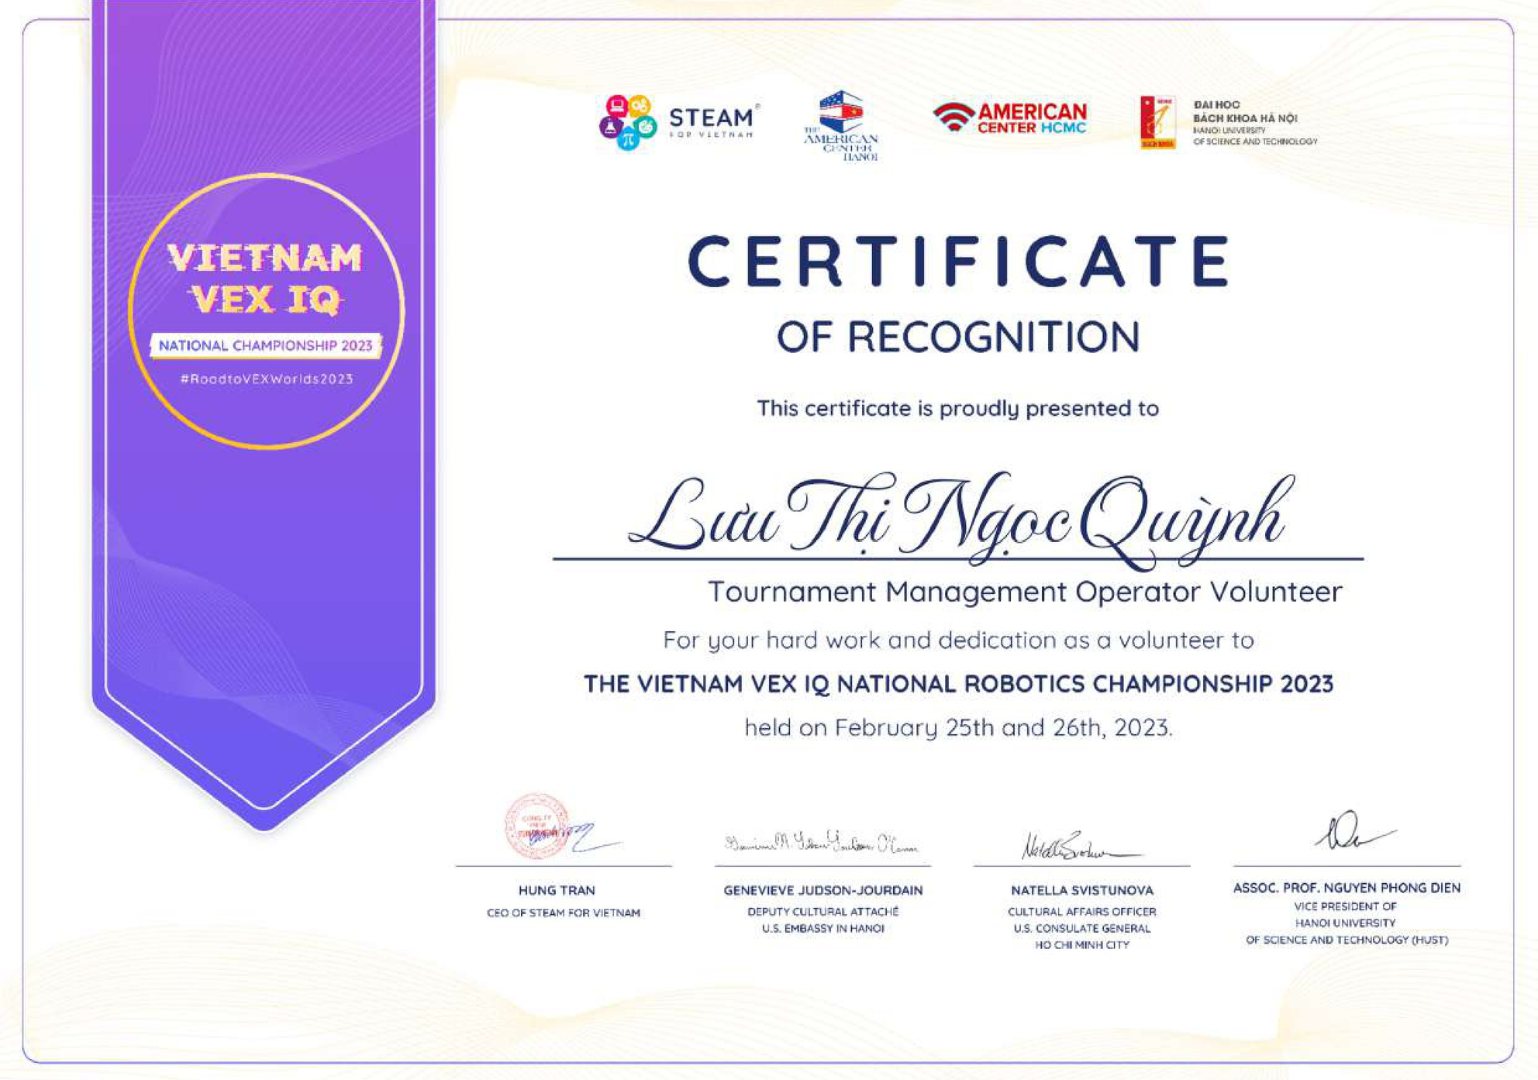 VIETNAM
VEX IQ
NATIONAL CHAMPIONSHIP 2023
#RoadtoVEXWorlds2023
STEAM
FOR VIETNAM
THE
AMERICAN
CENTER
HANOI
AMERICAN
CENTER HCMC
ĐẠI HỌC
BÁCH KHOA HÀ NỘI
HANOI UNIVERSITY
OF SCIENCE AND TECHNOLOGY
CERTIFICATE
OF RECOGNITION
This certificate is proudly presented to
Lưu Thị Ngọc Quỳnh
Tournament Management Operator Volunteer
For your hard work and dedication as a volunteer to
THE VIETNAM VEX IQ NATIONAL ROBOTICS CHAMPIONSHIP 2023
held on February 25th and 26th, 2023.
HUNG TRAN
CEO OF STEAM FOR VIETNAM
GENEVIEVE JUDSON-JOURDAIN
DEPUTY CULTURAL ATTACHÉ
U.S. EMBASSY IN HANOI
NATELLA SVISTUNOVA
CULTURAL AFFAIRS OFFICER
U.S. CONSULATE GENERAL
HO CHI MINH CITY
ASSOC. PROF. NGUYEN PHONG DIEN
VICE PRESIDENT OF
HANOI UNIVERSITY
OF SCIENCE AND TECHNOLOGY (HUST)